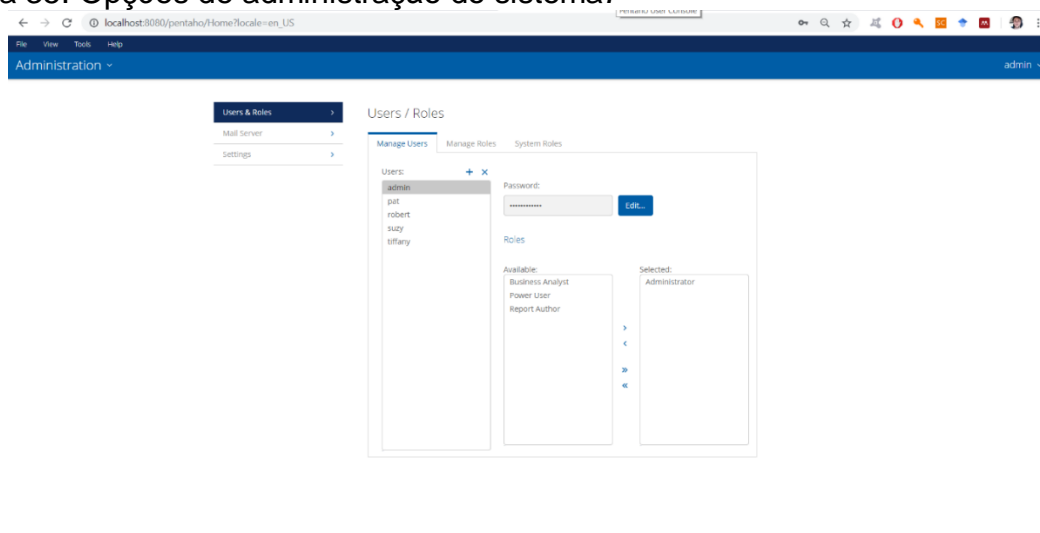 Opções de administração do sistema7
Pentaho User Console
localhost:8080/pentaho/Home?locale=en_US
File View Tools Help
Administration
admin
Users & Roles
Mail Server
Settings
Users / Roles
Manage Users Manage Roles System Roles
Users:
admin
pat
robert
suzy
tiffany
Password:
••••••••••••
Edit...
Roles
Available:
Business Analyst
Power User
Report Author
Selected:
Administrator